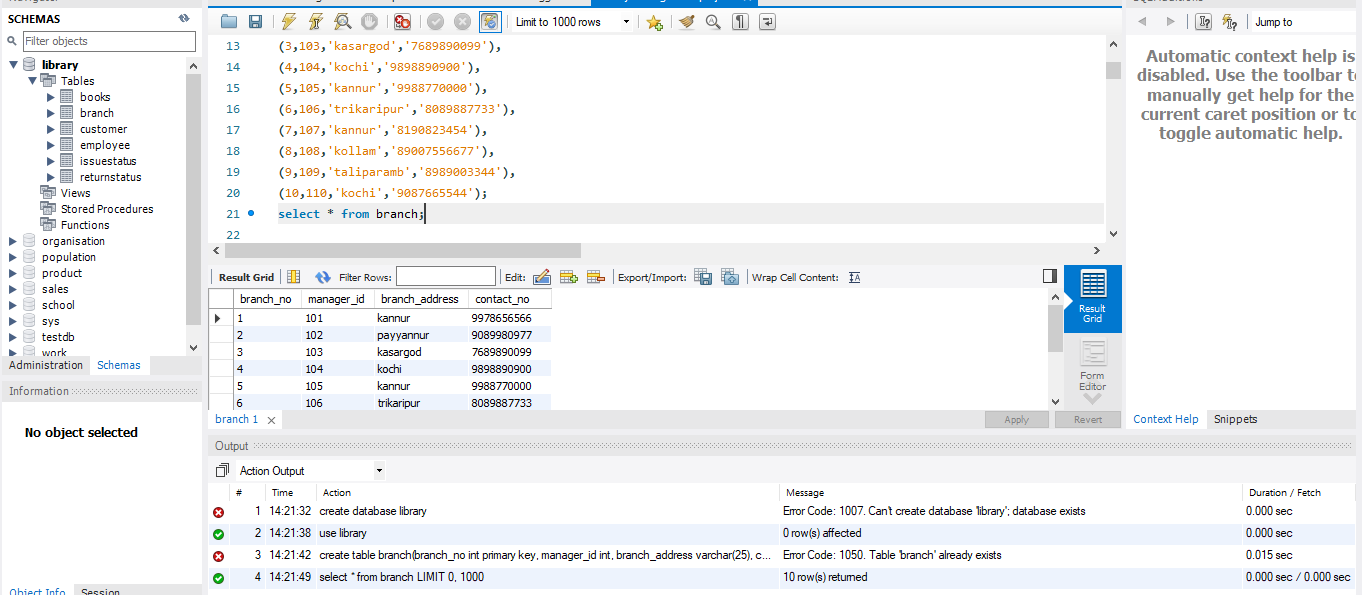 Limit to 1000 rows
Jump to
SCHEMAS
Filter objects
library
Tables
books
branch
customer
employee
issuestatus
returnstatus
Views
Stored Procedures
Functions
organisation
population
product
sales
school
sys
testdb
work
Administration Schemas
Information
No object selected
Object Info Session
13 (3,103,'kasargod','7689890099'),
14 (4,104,'kochi','9898890900'),
15 (5,105,'kannur','9988770000'),
16 (6,106,'trikaripur','8089887733'),
17 (7,107,'kannur','8190823454'),
18 (8,108,'kollam','89007556677'),
19 (9,109,'taliparamb','8989003344'),
20 (10,110,'kochi','9087665544');
21 select * from branch;
22
Result Grid Filter Rows: Edit: Export/Import: Wrap Cell Content:
branch_no manager_id branch_address contact_no
1 101 kannur 9978656566
2 102 payyannur 9089980977
3 103 kasargod 7689890099
4 104 kochi 9898890900
5 105 kannur 9988770000
6 106 trikaripur 8089887733
Result
Grid
Form
Editor
branch 1
Apply Revert
Automatic context help is
disabled. Use the toolbar to
manually get help for the
current caret position or to
toggle automatic help.
Context Help Snippets
Output
Action Output
# Time Action Message Duration / Fetch
1 14:21:32 create database library Error Code: 1007. Can't create database 'library'; database exists 0.000 sec
2 14:21:38 use library 0 row(s) affected 0.000 sec
3 14:21:42 create table branch(branch_no int primary key, manager_id int, branch_address varchar(25), c... Error Code: 1050. Table 'branch' already exists 0.015 sec
4 14:21:49 select * from branch LIMIT 0, 1000 10 row(s) returned 0.000 sec / 0.000 sec